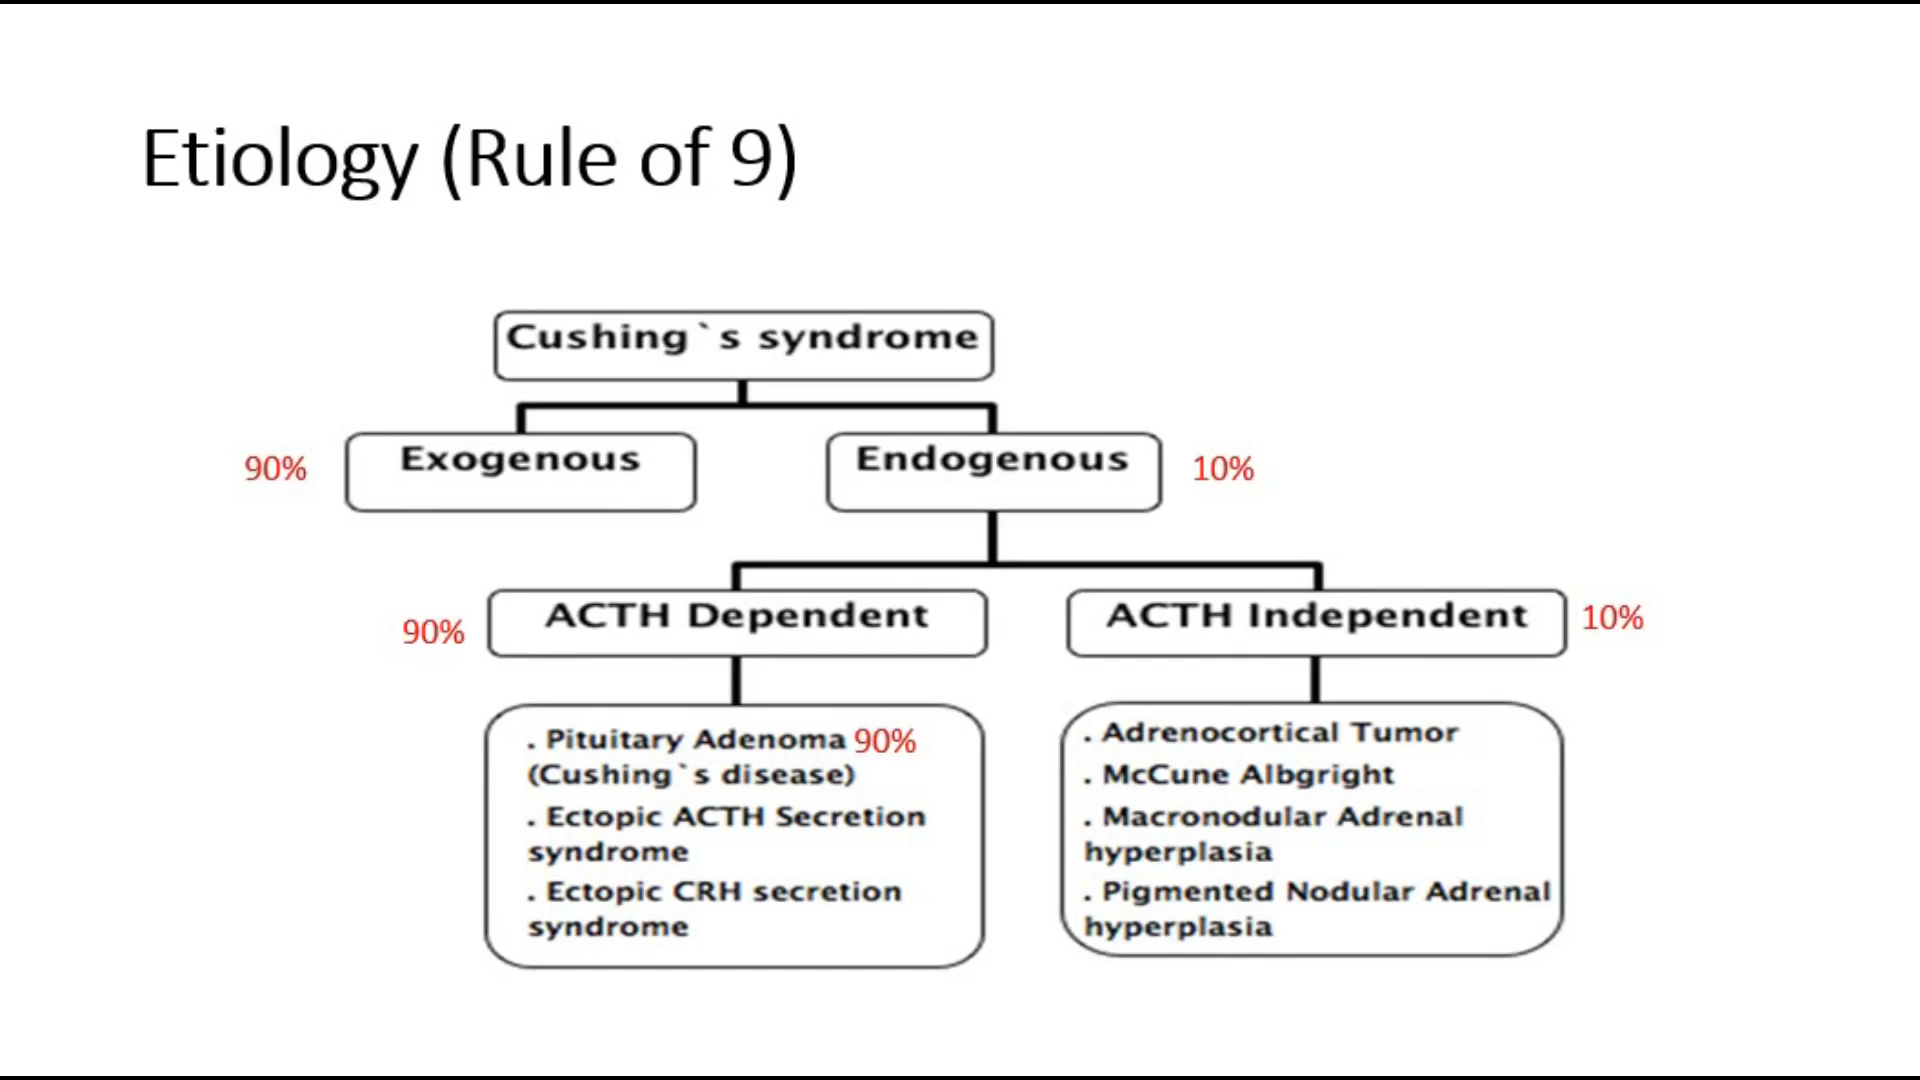 Etiology (Rule of 9)
Cushing`s syndrome
90%
Exogenous
Endogenous
10%
90%
ACTH Dependent
ACTH Independent
10%
. Pituitary Adenoma 90%
(Cushing`s disease)
. Ectopic ACTH Secretion
syndrome
. Ectopic CRH secretion
syndrome
. Adrenocortical Tumor
. McCune Albgright
. Macronodular Adrenal
hyperplasia
. Pigmented Nodular Adrenal
hyperplasia